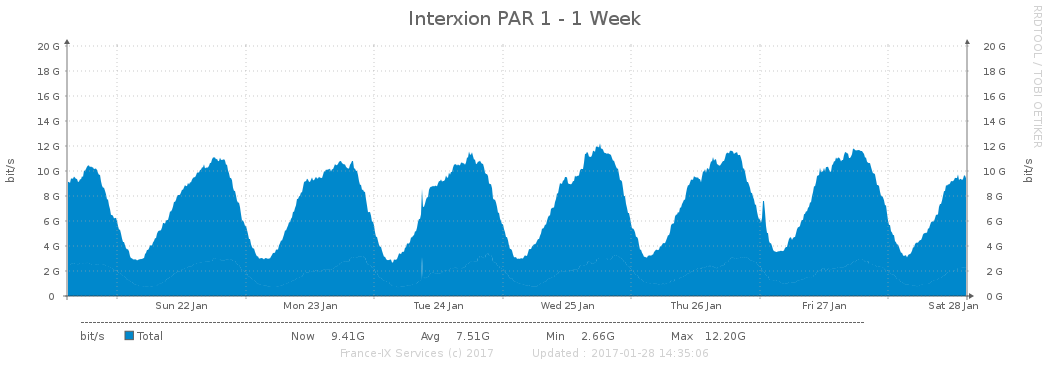 Interxion PAR 1 - 1 Week
RRDTOOL / TOBI OETIKER
20 G 20 G
18 G 18 G
16 G 16 G
14 G 14 G
12 G 12 G
10 G 10 G
8 G 8 G
6 G 6 G
4 G 4 G
2 G 2 G
0 0 G
bit/s
bit/s
Sun 22 Jan Mon 23 Jan Tue 24 Jan Wed 25 Jan Thu 26 Jan Fri 27 Jan Sat 28 Jan
bit/s Total Now 9.41G Avg 7.51G Min 2.66G Max 12.20G
France-IX Services (c) 2017 Updated : 2017-01-28 14:35:06